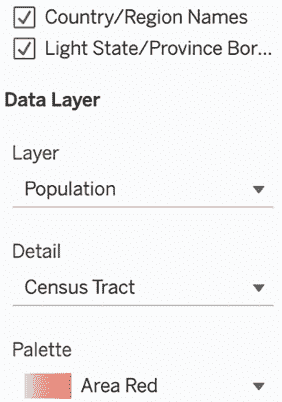 Country/Region Names
Light State/Province Bor...
Data Layer
Layer
Population
Detail
Census Tract
Palette
Area Red